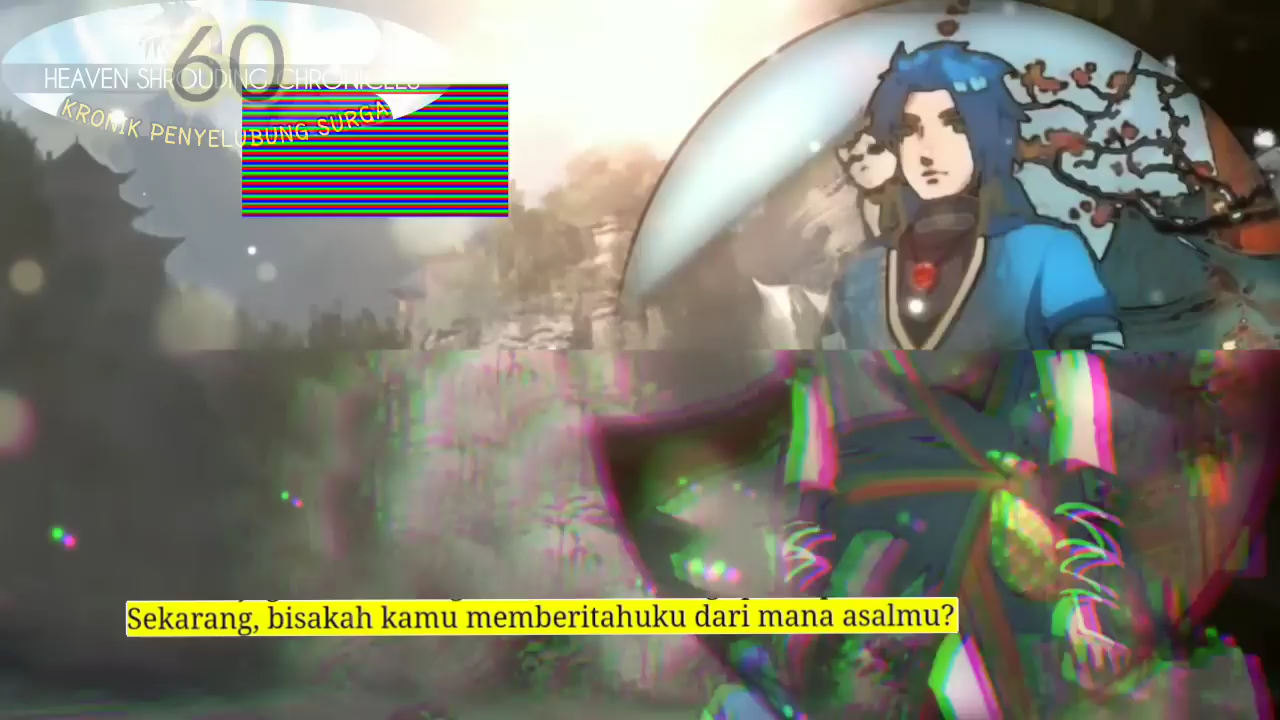 60
HEAVEN SHROUDING CHRONICLES
KRONIK PENYELUBUNG SURGA
Sekarang, bisakah kamu memberitahuku dari mana asalmu?